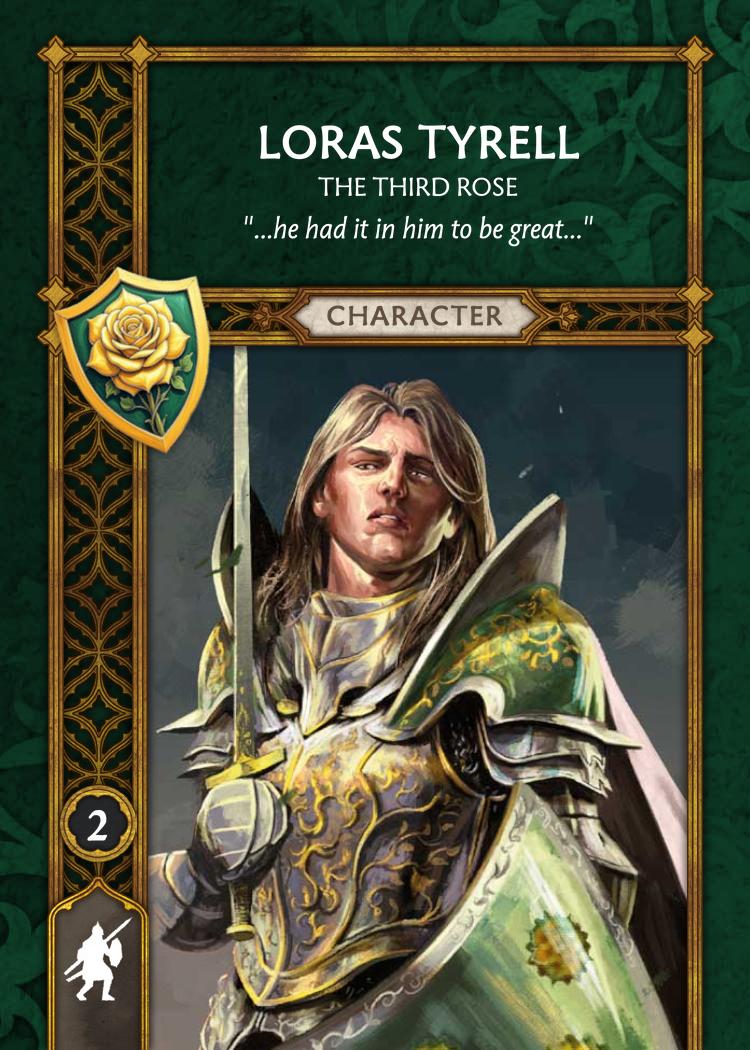 LORAS TYRELL
THE THIRD ROSE
"...he had it in him to be great..."
CHARACTER
2